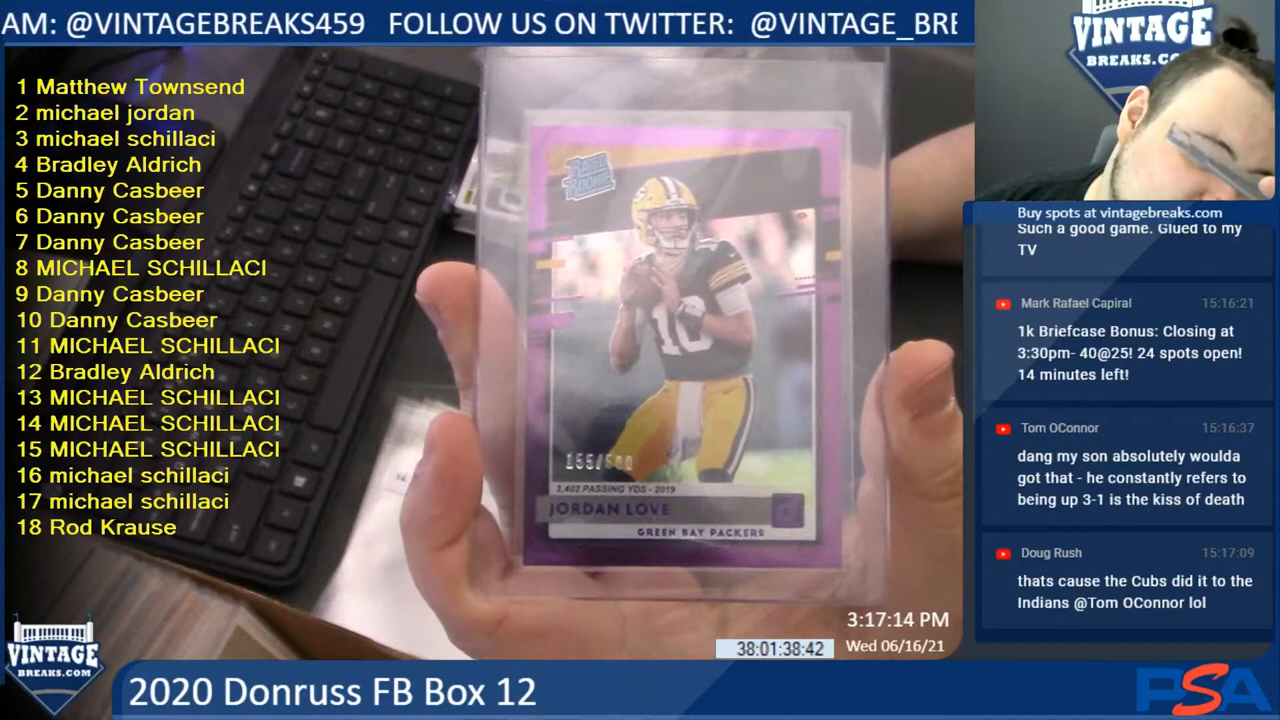 AM: @VINTAGEBREAKS459 FOLLOW US ON TWITTER: @VINTAGE_BRE
VINTAGE
BREAKS.COM
1 Matthew Townsend
2 michael jordan
3 michael schillaci
4 Bradley Aldrich
5 Danny Casbeer
6 Danny Casbeer
7 Danny Casbeer
8 MICHAEL SCHILLACI
9 Danny Casbeer
10 Danny Casbeer
11 MICHAEL SCHILLACI
12 Bradley Aldrich
13 MICHAEL SCHILLACI
14 MICHAEL SCHILLACI
15 MICHAEL SCHILLACI
16 michael schillaci
17 michael schillaci
18 Rod Krause
RATED
ROOKIE
10
155/500
3,402 PASSING YDS - 2019
JORDAN LOVE
GREEN BAY PACKERS
Buy spots at vintagebreaks.com
Such a good game. Glued to my
TV
Mark Rafael Capiral 15:16:21
1k Briefcase Bonus: Closing at
3:30pm- 40@25! 24 spots open!
14 minutes left!
Tom OConnor 15:16:37
dang my son absolutely woulda
got that - he constantly refers to
being up 3-1 is the kiss of death
Doug Rush 15:17:09
thats cause the Cubs did it to the
Indians @Tom OConnor lol
3:17:14 PM
38:01:38:42 Wed 06/16/21
VINTAGE
BREAKS.COM
2020 Donruss FB Box 12
PSA